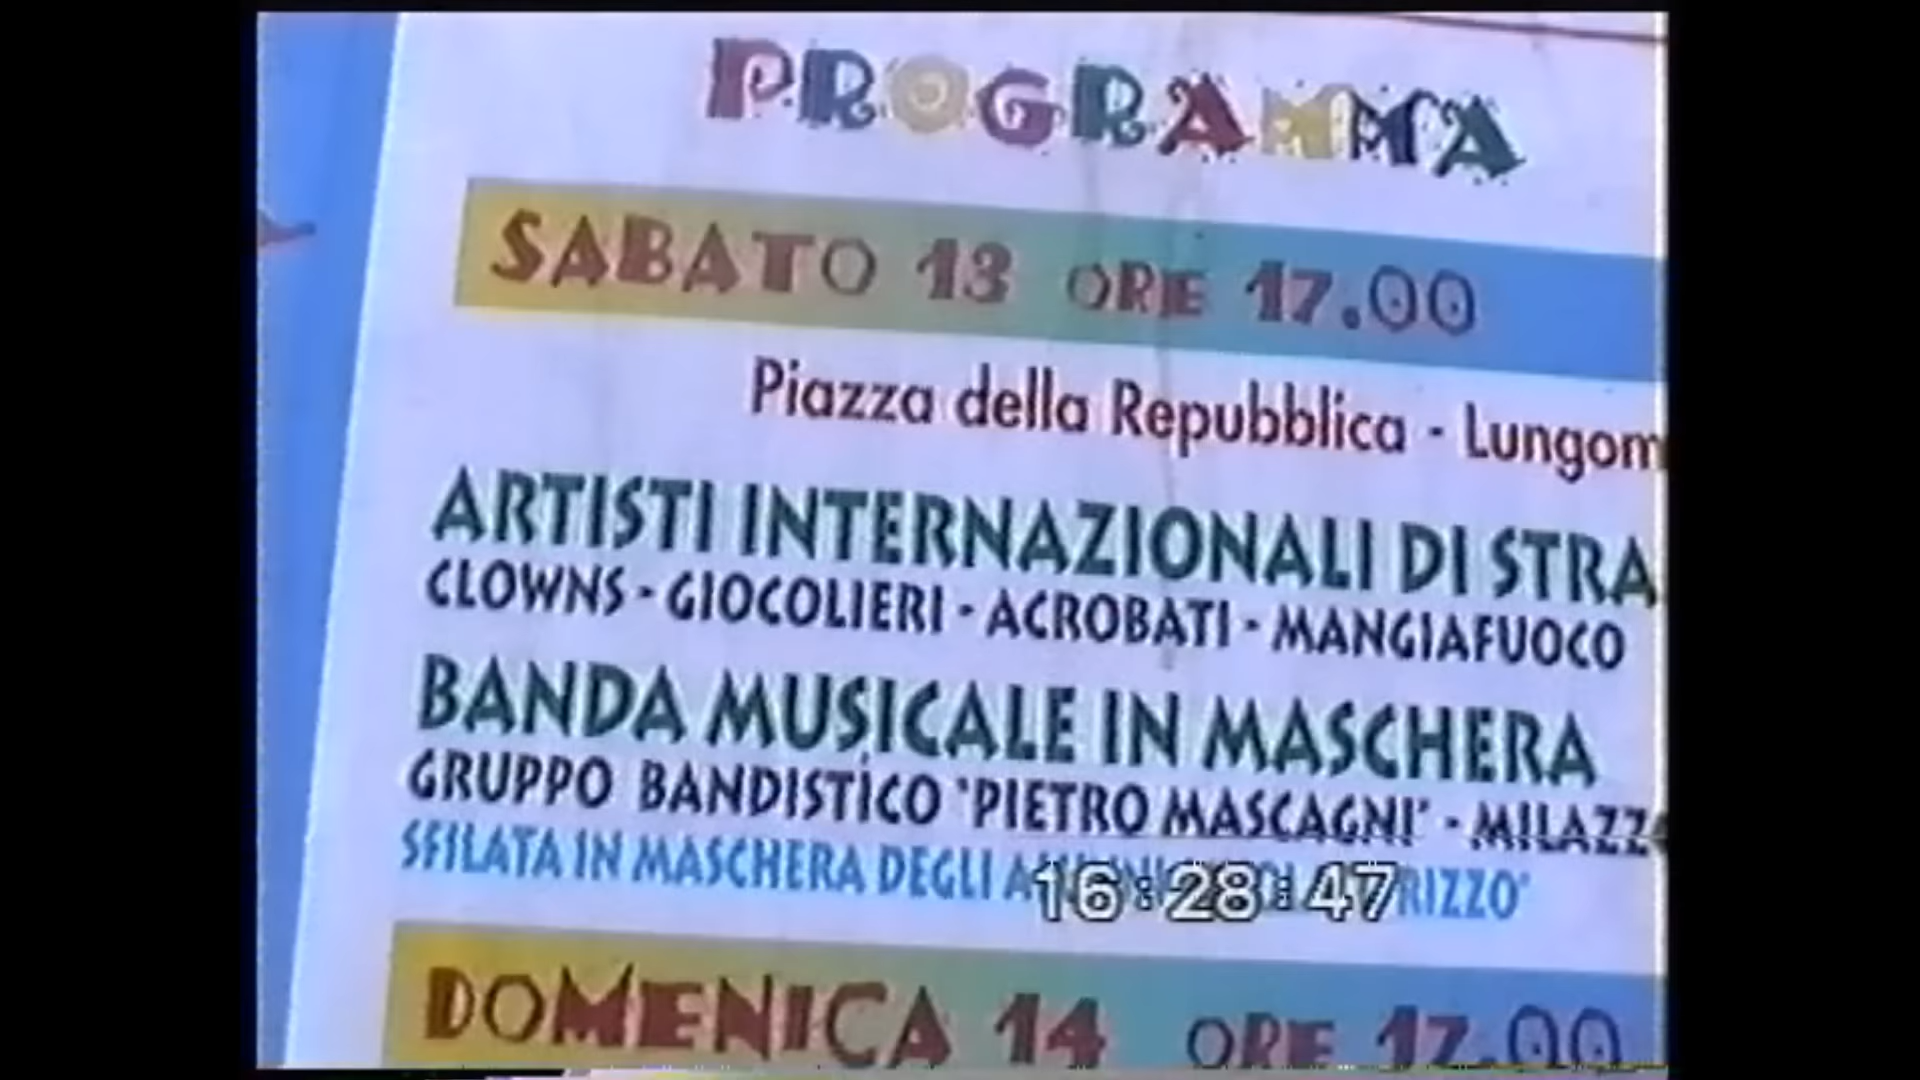 PROGRAMMA
SABATO 13 ORE 17.00
Piazza della Repubblica - Lungom
ARTISTI INTERNAZIONALI DI STRA
CLOWNS - GIOCOLIERI - ACROBATI - MANGIAFUOCO
BANDA MUSICALE IN MASCHERA
GRUPPO BANDISTICO "PIETRO MASCAGNI" - MILAZZO
SFILATA IN MASCHERA DEGLI RIZZO"
16:28:47
DOMENICA 14 ORE 17.00